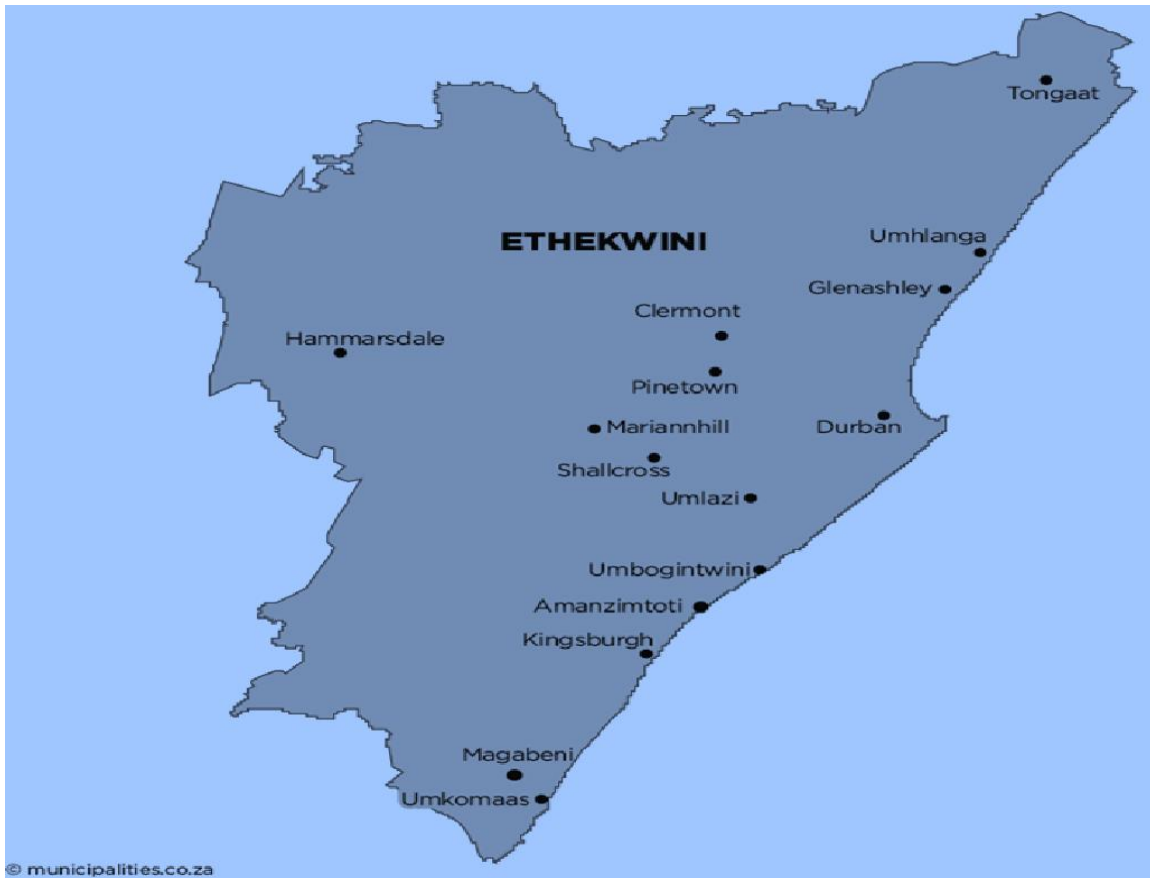 Tongaat
ETHEKWINI
Umhlanga
Glenashley
Clermont
Hammarsdale
Pinetown
Mariannhill
Durban
Shallcross
Umlazi
Umbogintwini
Amanzimtoti
Kingsburgh
Magabeni
Umkomaas
© municipalities.co.za